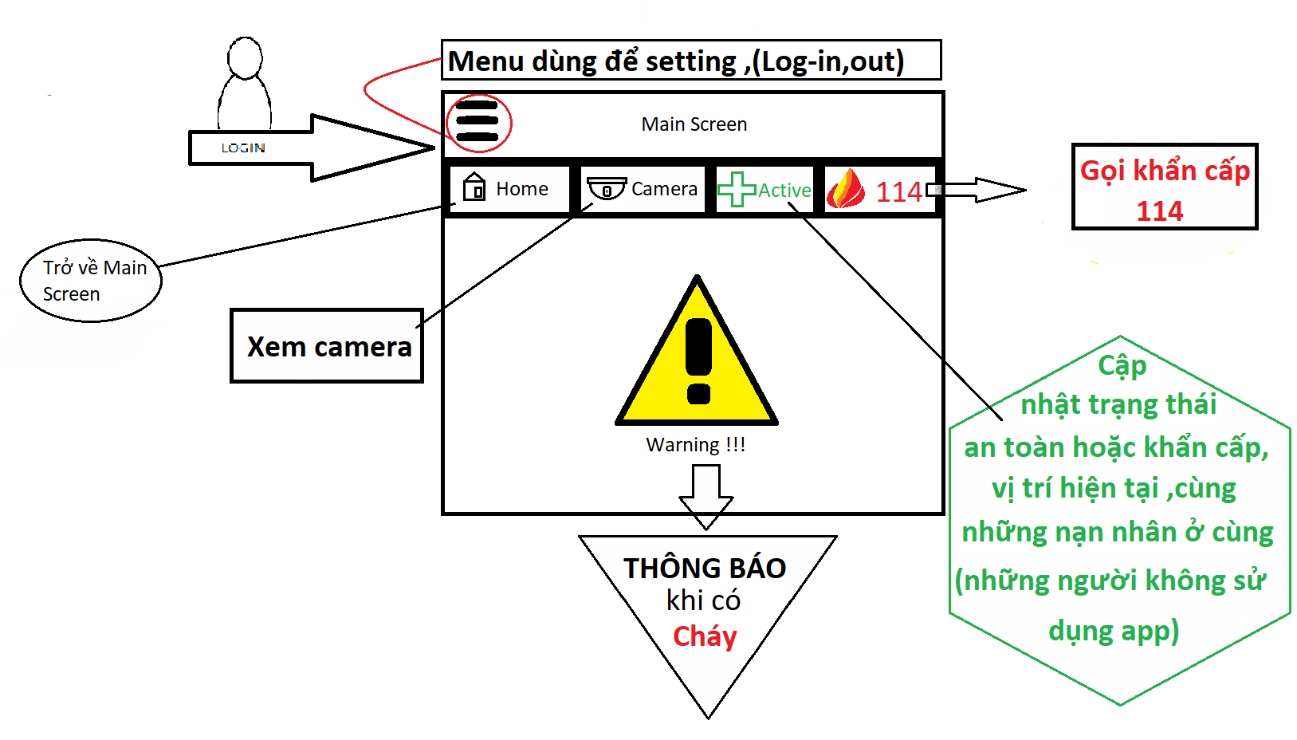 Menu dùng để setting ,(Log-in,out)
LOGIN
Main Screen
Home
Camera
Active
114
Gọi khẩn cấp
114
Trở về Main
Screen
Xem camera
Warning !!!
THÔNG BÁO
khi có
Cháy
Cập
nhật trạng thái
an toàn hoặc khẩn cấp,
vị trí hiện tại ,cùng
những nạn nhân ở cùng
(những người không sử
dụng app)